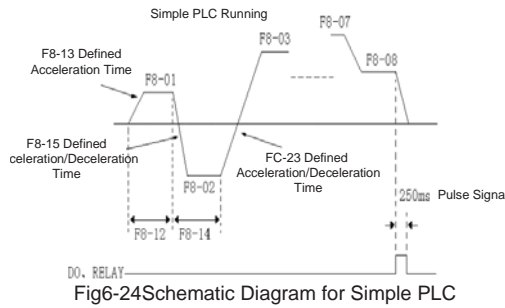 Simple PLC Running
F8-07
F8-03
F8-13 Defined
Acceleration Time
F8-01
F8-08
F8-15 Defined
celeration/Deceleration
Time
FC-23 Defined
Acceleration/Deceleration
Time
F8-02
250ms Pulse Signa
F8-12 F8-14
DO、RELAY
Fig6-24Schematic Diagram for Simple PLC